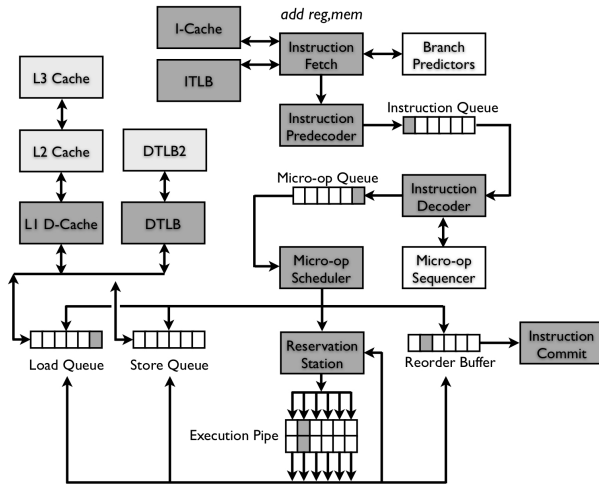 add reg,mem
I-Cache
Instruction
Fetch
Branch
Predictors
ITLB
L3 Cache
Instruction
Predecoder
Instruction Queue
L2 Cache
DTLB2
Micro-op Queue
Instruction
Decoder
L1 D-Cache
DTLB
Micro-op
Scheduler
Micro-op
Sequencer
Load Queue
Store Queue
Reservation
Station
Reorder Buffer
Instruction
Commit
Execution Pipe